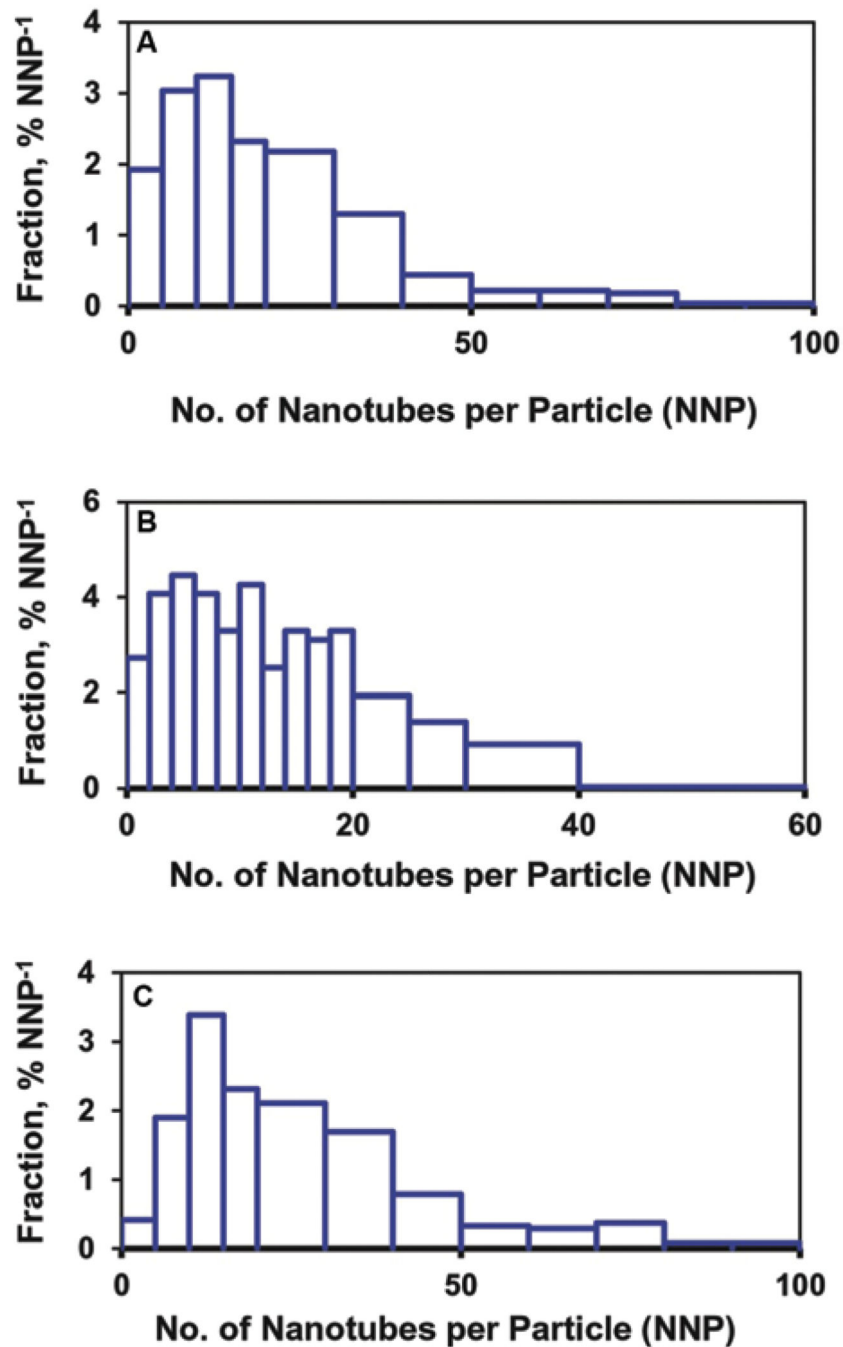 A
Fraction, % NNP-1
4
3
2
1
0
0 50 100
No. of Nanotubes per Particle (NNP)
B
Fraction, % NNP-1
6
4
2
0
0 20 40 60
No. of Nanotubes per Particle (NNP)
C
Fraction, % NNP-1
4
3
2
1
0
0 50 100
No. of Nanotubes per Particle (NNP)